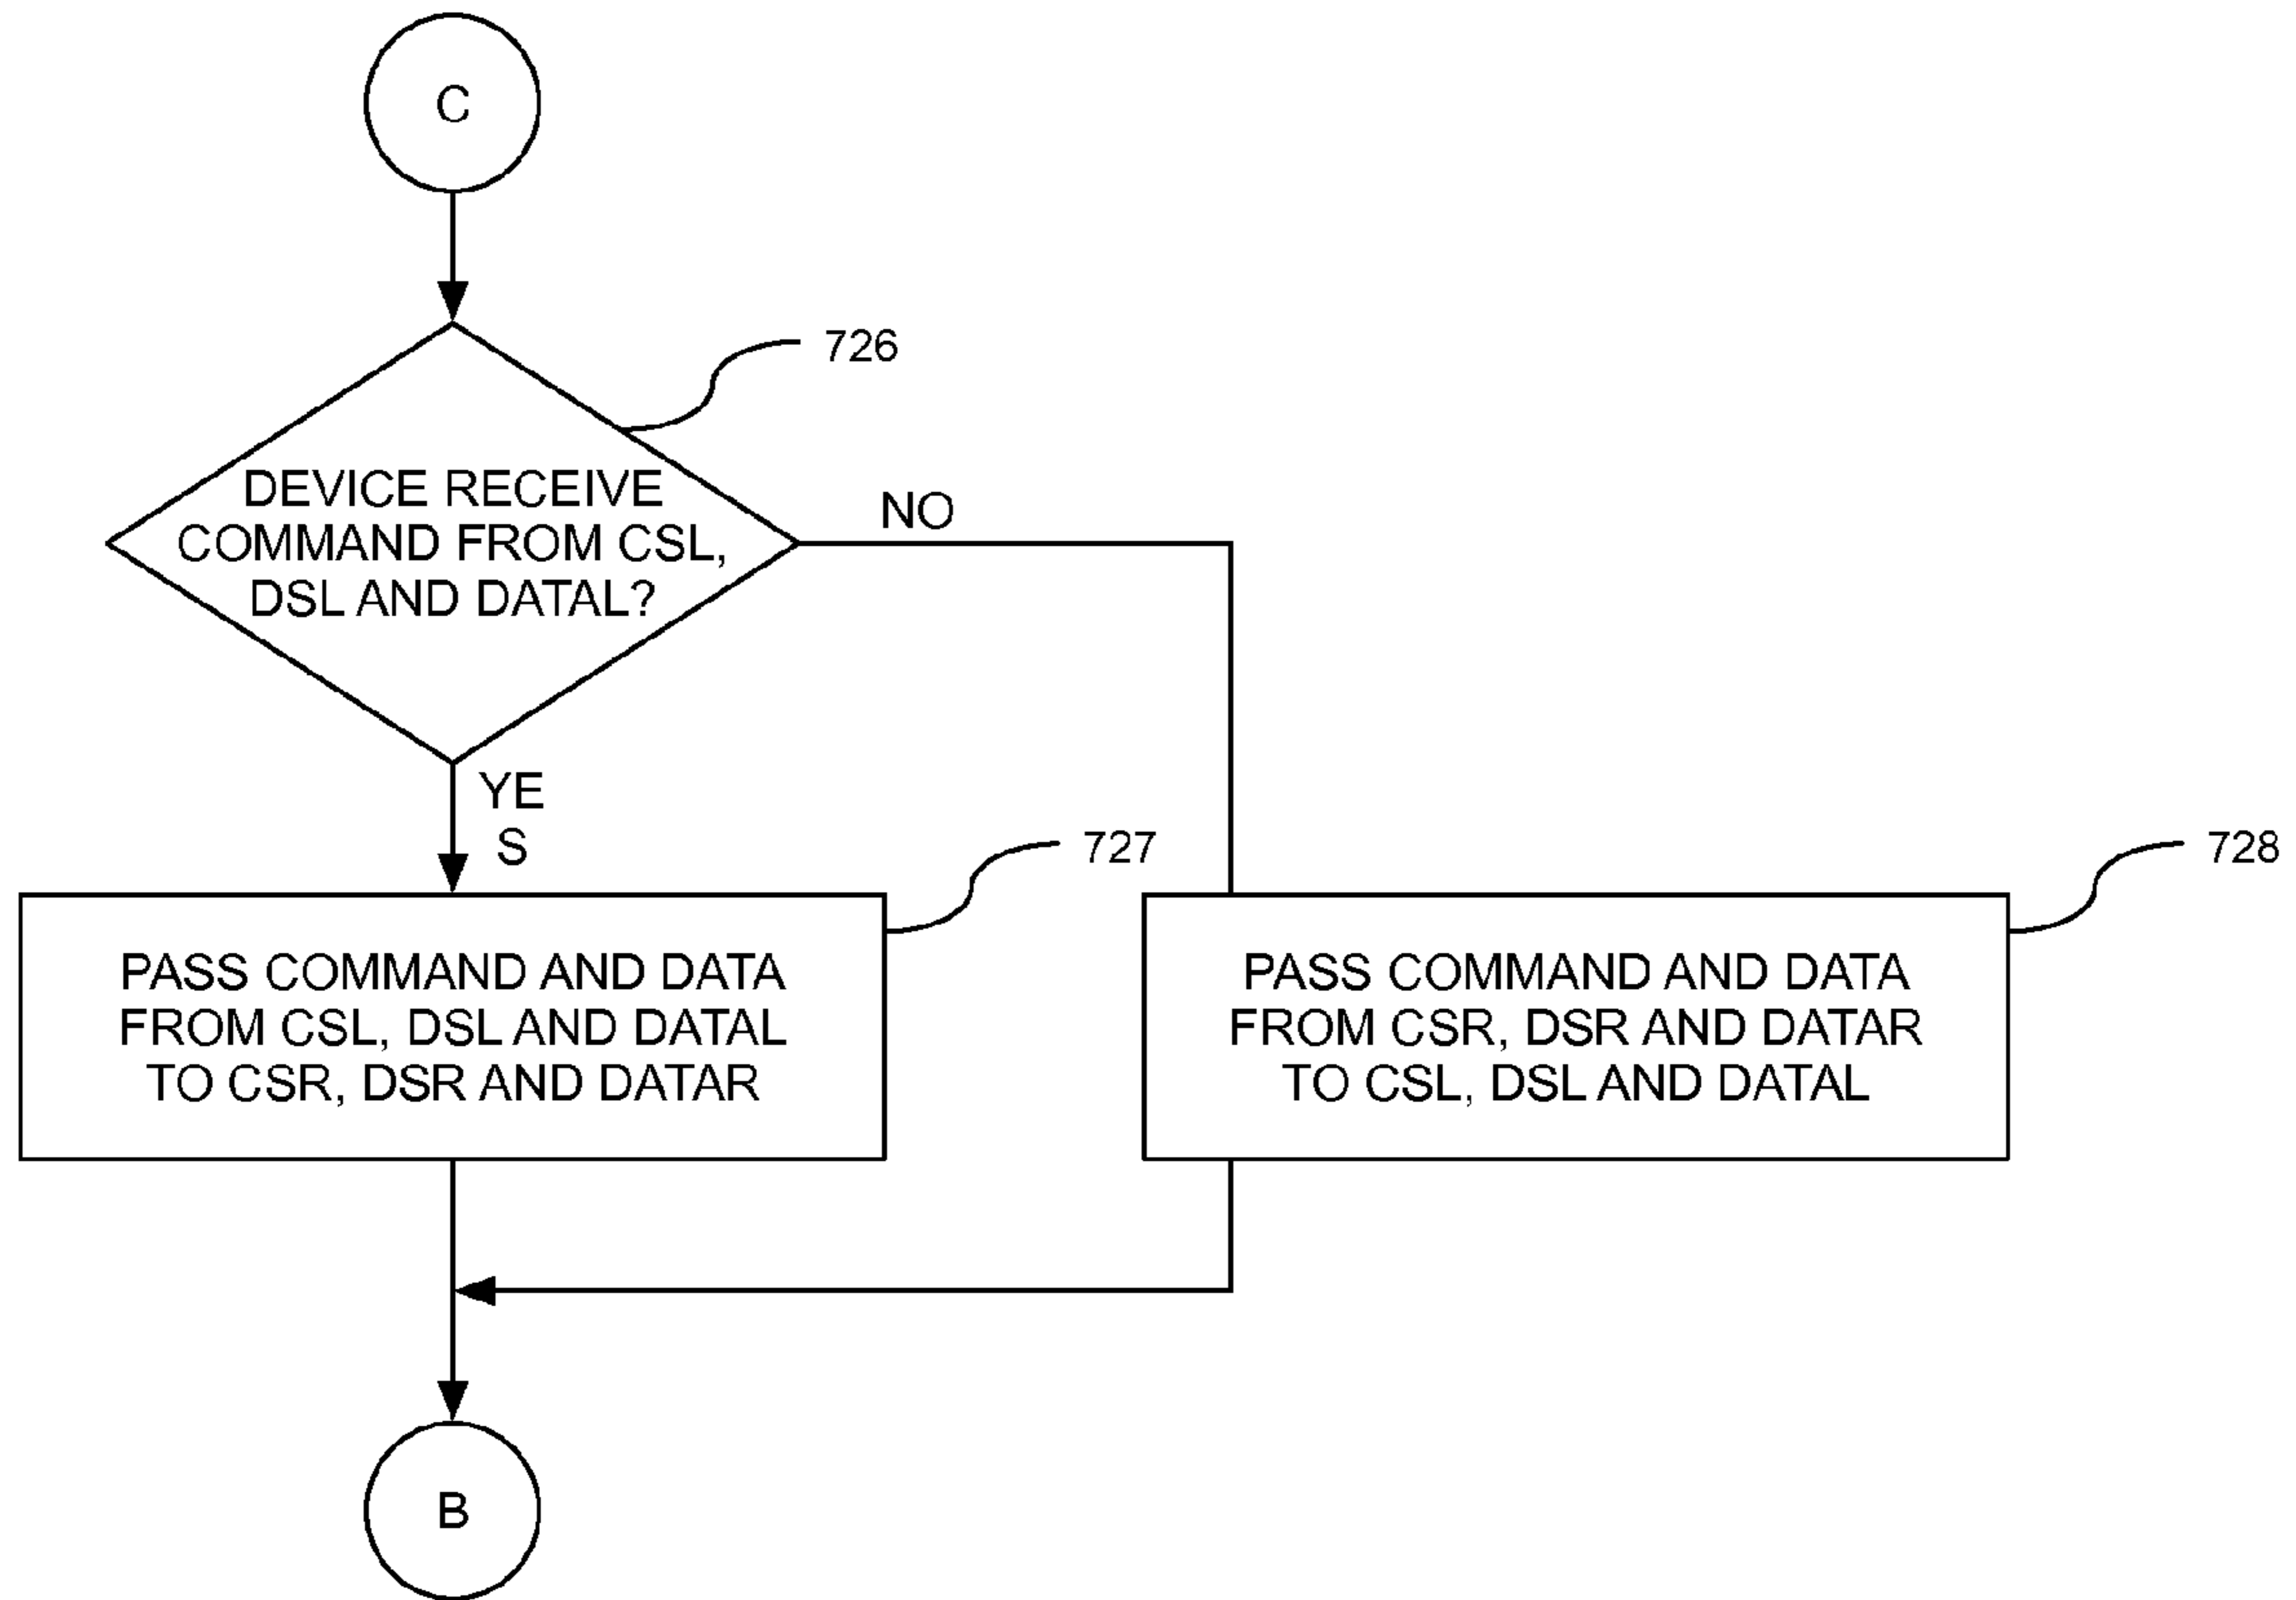 C
726
DEVICE RECEIVE
COMMAND FROM CSL,
DSL AND DATAL?
NO
YE
S
727
728
PASS COMMAND AND DATA
FROM CSL, DSL AND DATAL
TO CSR, DSR AND DATAR
PASS COMMAND AND DATA
FROM CSR, DSR AND DATAR
TO CSL, DSL AND DATAL
B